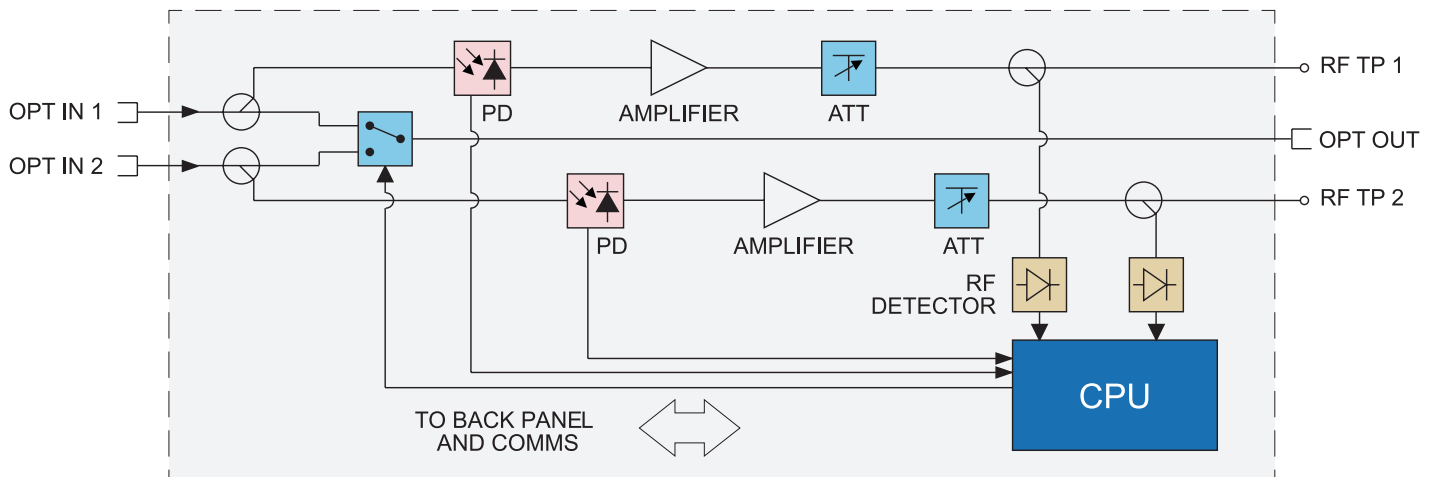 OPT IN 1
OPT IN 2
PD
AMPLIFIER
ATT
RF TP 1
OPT OUT
PD
AMPLIFIER
ATT
RF TP 2
RF
DETECTOR
CPU
TO BACK PANEL
AND COMMS